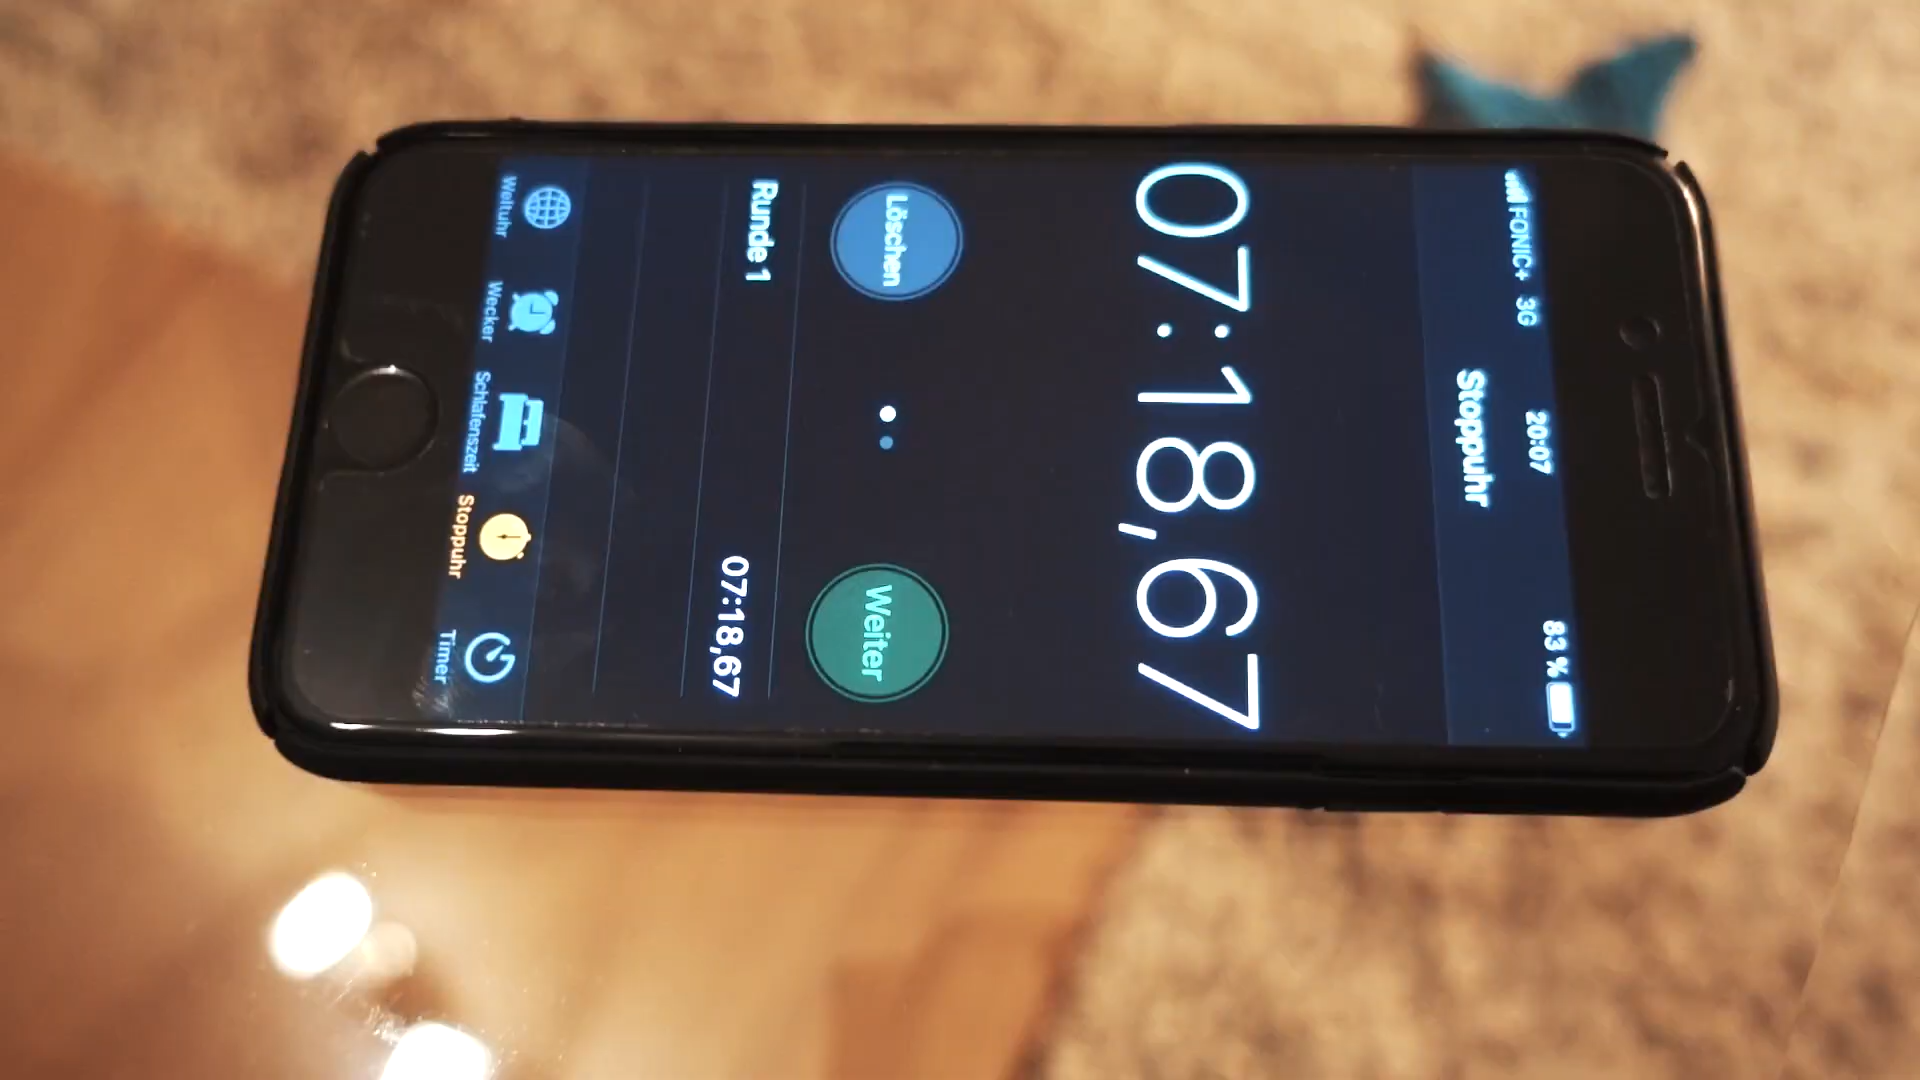 FONIC+ 3G 20:07 83 %
Stoppuhr
07:18,67
Löschen Weiter
Runde 1 07:18,67
Weltuhr Wecker Schlafenszeit Stoppuhr Timer